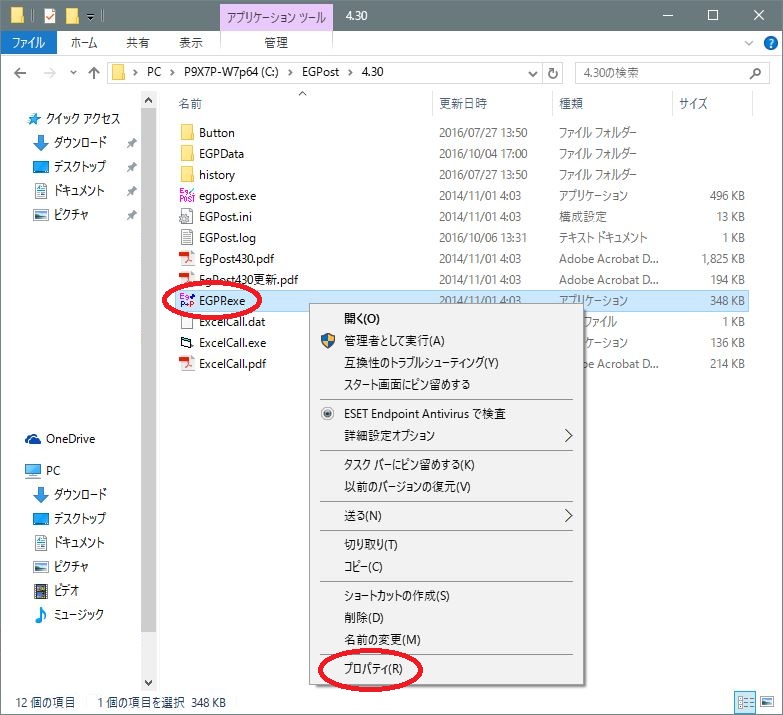 アプリケーション ツール 4.30
ファイル ホーム 共有 表示 管理
PC P9X7P-W7p64 (C:) EGPost 4.30 4.30の検索
名前 更新日時 種類 サイズ
クイック アクセス
ダウンロード
デスクトップ
ドキュメント
ピクチャ
OneDrive
PC
ダウンロード
デスクトップ
ドキュメント
ピクチャ
ビデオ
ミュージック
Button 2016/07/27 13:50 ファイル フォルダー
EGPData 2016/10/04 17:00 ファイル フォルダー
history 2016/07/27 13:50 ファイル フォルダー
egpost.exe 2014/11/01 4:03 アプリケーション 496 KB
EGPost.ini 2014/11/01 4:03 構成設定 13 KB
EGPost.log 2016/10/06 13:31 テキスト ドキュメント 1 KB
EgPost430.pdf 2014/11/01 4:03 Adobe Acrobat D... 1,825 KB
EgPost430更新.pdf 2014/11/01 4:03 Adobe Acrobat D... 194 KB
EGPP.exe 2014/11/01 4:03 アプリケーション 348 KB
ExcelCall.dat ファイル 1 KB
ExcelCall.exe ケーション 136 KB
ExcelCall.pdf be Acrobat D... 214 KB
開く(O)
管理者として実行(A)
互換性のトラブルシューティング(Y)
スタート画面にピン留めする
ESET Endpoint Antivirus で検査
詳細設定オプション
タスク バーにピン留めする(K)
以前のバージョンの復元(V)
送る(N)
切り取り(T)
コピー(C)
ショートカットの作成(S)
削除(D)
名前の変更(M)
プロパティ(R)
12 個の項目 1 個の項目を選択 348 KB